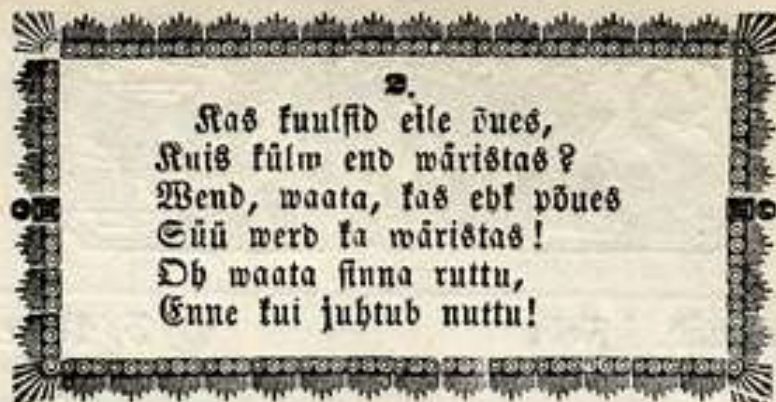 2.
Kas kuulsid eile õues,
Kuis külm end wäristas?
Wend, waata, kas ehk põues
Süü werd ka wäristas!
Oh waata sinna ruttu,
Enne kui juhtub nuttu!